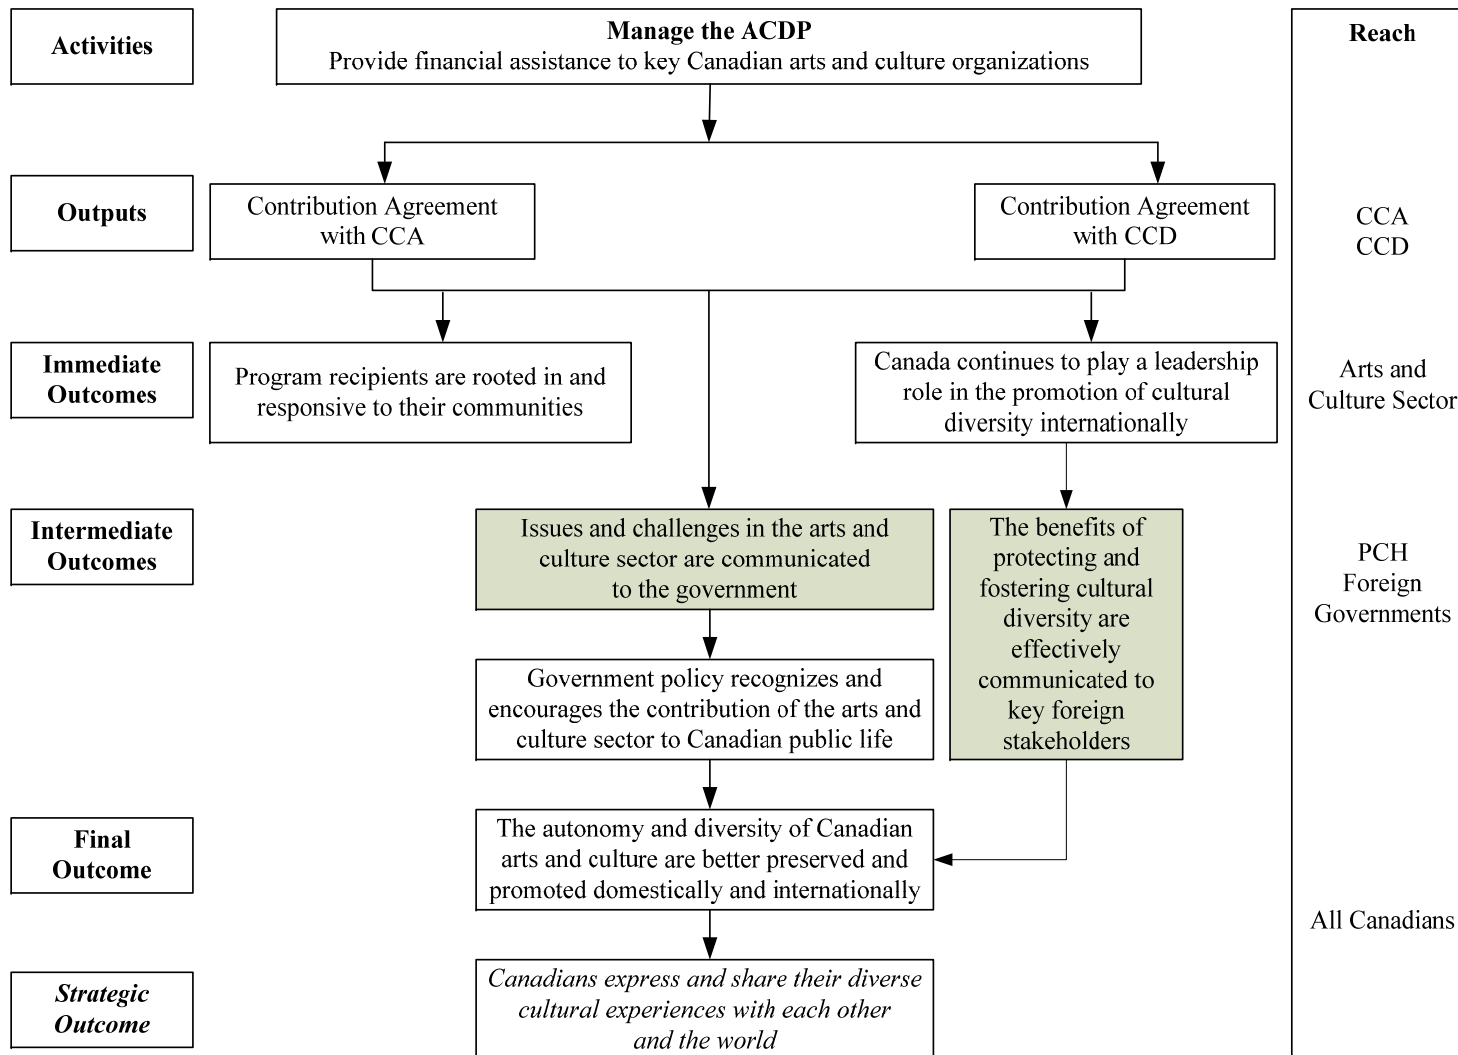 Activities
Manage the ACDP
Provide financial assistance to key Canadian arts and culture organizations
Reach
Outputs
Contribution Agreement
with CCA
Contribution Agreement
with CCD
CCA
CCD
Immediate
Outcomes
Program recipients are rooted in and
responsive to their communities
Canada continues to play a leadership
role in the promotion of cultural
diversity internationally
Arts and
Culture Sector
Intermediate
Outcomes
Issues and challenges in the arts and
culture sector are communicated
to the government
The benefits of
protecting and
fostering cultural
diversity are
effectively
communicated to
key foreign
stakeholders
PCH
Foreign
Governments
Government policy recognizes and
encourages the contribution of the arts and
culture sector to Canadian public life
Final
Outcome
The autonomy and diversity of Canadian
arts and culture are better preserved and
promoted domestically and internationally
All Canadians
Strategic
Outcome
Canadians express and share their diverse
cultural experiences with each other
and the world